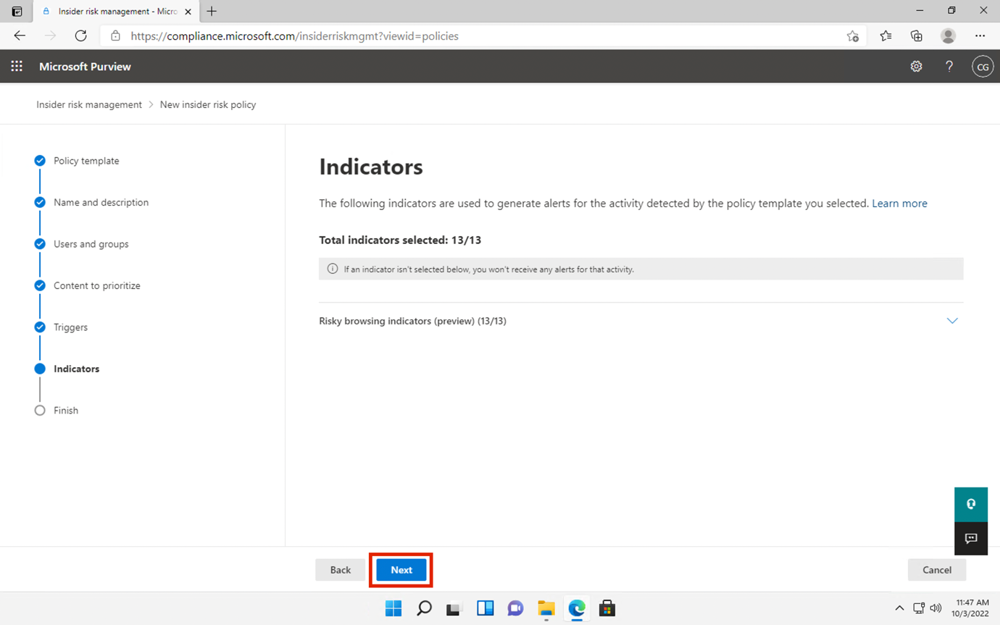 Insider risk management - Micro
https://compliance.microsoft.com/insiderriskmgmt?viewid=policies
Microsoft Purview
CG
Insider risk management > New insider risk policy
Policy template
Name and description
Users and groups
Content to prioritize
Triggers
Indicators
Finish
Indicators
The following indicators are used to generate alerts for the activity detected by the policy template you selected. Learn more
Total indicators selected: 13/13
If an indicator isn't selected below, you won't receive any alerts for that activity.
Risky browsing indicators (preview) (13/13)
Back
Next
Cancel
11:47 AM
10/3/2022